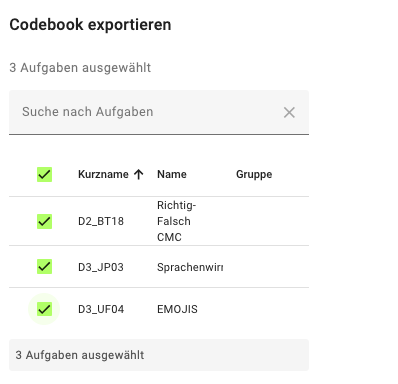 Codebook exportieren
3 Aufgaben ausgewählt
Suche nach Aufgaben
Kurzname Name Gruppe
D2_BT18 Richtig-
Falsch
CMC
D3_JP03 Sprachenwirr
D3_UF04 EMOJIS
3 Aufgaben ausgewählt